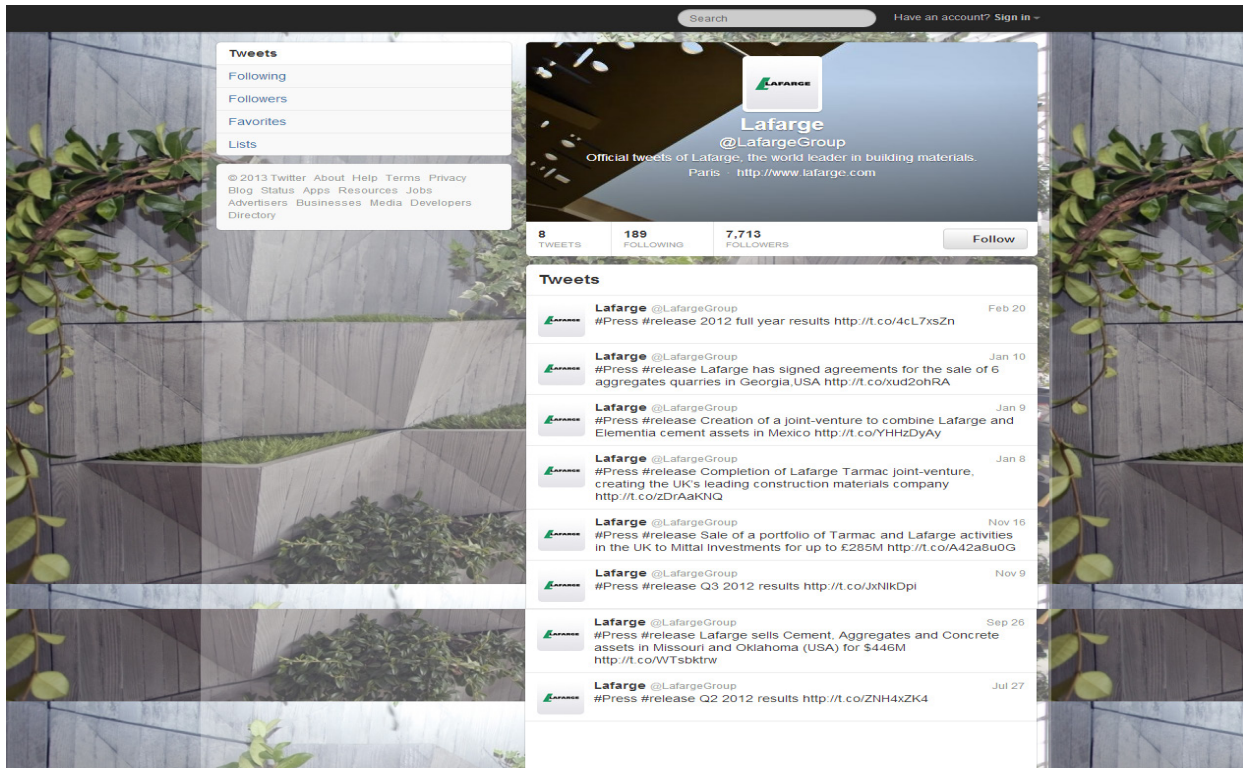 Search
Have an account? Sign in
Tweets
Following
Followers
Favorites
Lists
© 2013 Twitter About Help Terms Privacy
Blog Status Apps Resources Jobs
Advertisers Businesses Media Developers
Directory
LAFARGE
Lafarge
@LafargeGroup
Official tweets of Lafarge, the world leader in building materials.
Paris · http://www.lafarge.com
8
TWEETS
189
FOLLOWING
7,713
FOLLOWERS
Follow
Tweets
LAFARGE
Lafarge @LafargeGroup Feb 20
#Press #release 2012 full year results http://t.co/4cL7xsZn
LAFARGE
Lafarge @LafargeGroup Jan 10
#Press #release Lafarge has signed agreements for the sale of 6
aggregates quarries in Georgia,USA http://t.co/xud2ohRA
LAFARGE
Lafarge @LafargeGroup Jan 9
#Press #release Creation of a joint-venture to combine Lafarge and
Elementia cement assets in Mexico http://t.co/YHHzDyAy
LAFARGE
Lafarge @LafargeGroup Jan 8
#Press #release Completion of Lafarge Tarmac joint-venture,
creating the UK's leading construction materials company
http://t.co/zDrAaKNQ
LAFARGE
Lafarge @LafargeGroup Nov 16
#Press #release Sale of a portfolio of Tarmac and Lafarge activities
in the UK to Mittal Investments for up to £285M http://t.co/A42a8u0G
LAFARGE
Lafarge @LafargeGroup Nov 9
#Press #release Q3 2012 results http://t.co/JxNlkDpi
LAFARGE
Lafarge @LafargeGroup Sep 26
#Press #release Lafarge sells Cement, Aggregates and Concrete
assets in Missouri and Oklahoma (USA) for $446M
http://t.co/WTsbktrw
LAFARGE
Lafarge @LafargeGroup Jul 27
#Press #release Q2 2012 results http://t.co/ZNH4xZK4